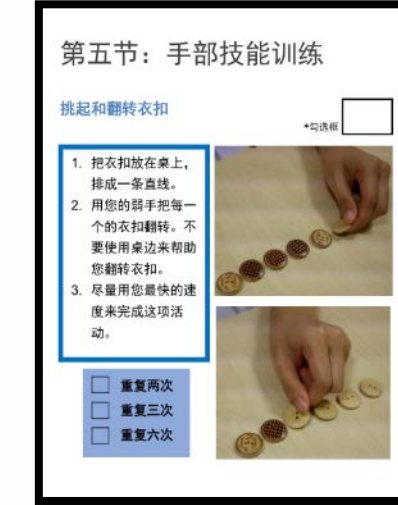 第五节：手部技能训练
挑起和翻转衣扣
*勾选框
1. 把衣扣放在桌上，
排成一条直线。
2. 用您的弱手把每一
个的衣扣翻转。不
要使用桌边来帮助
您翻转衣扣。
3. 尽量用您最快的速
度来完成这项活
动。
重复两次
重复三次
重复六次